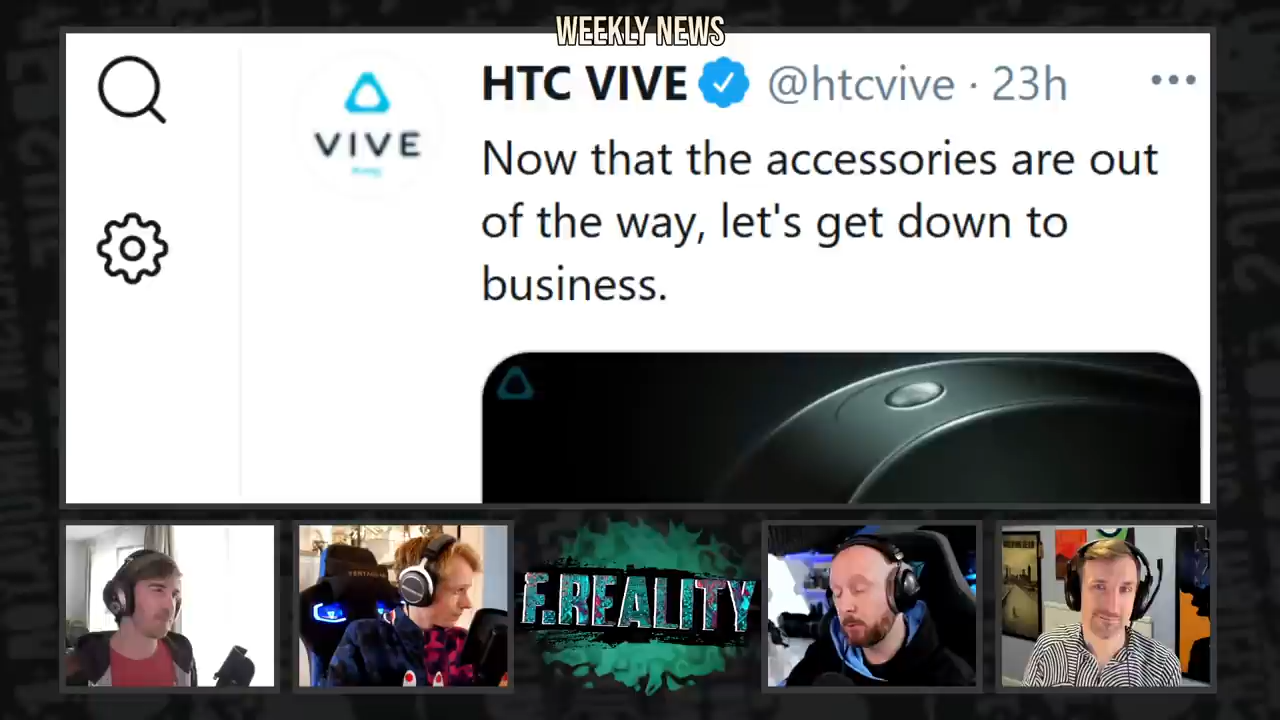 WEEKLY NEWS
HTC VIVE @htcvive · 23h
VIVE
Now that the accessories are out
of the way, let's get down to
business.
F.REALITY